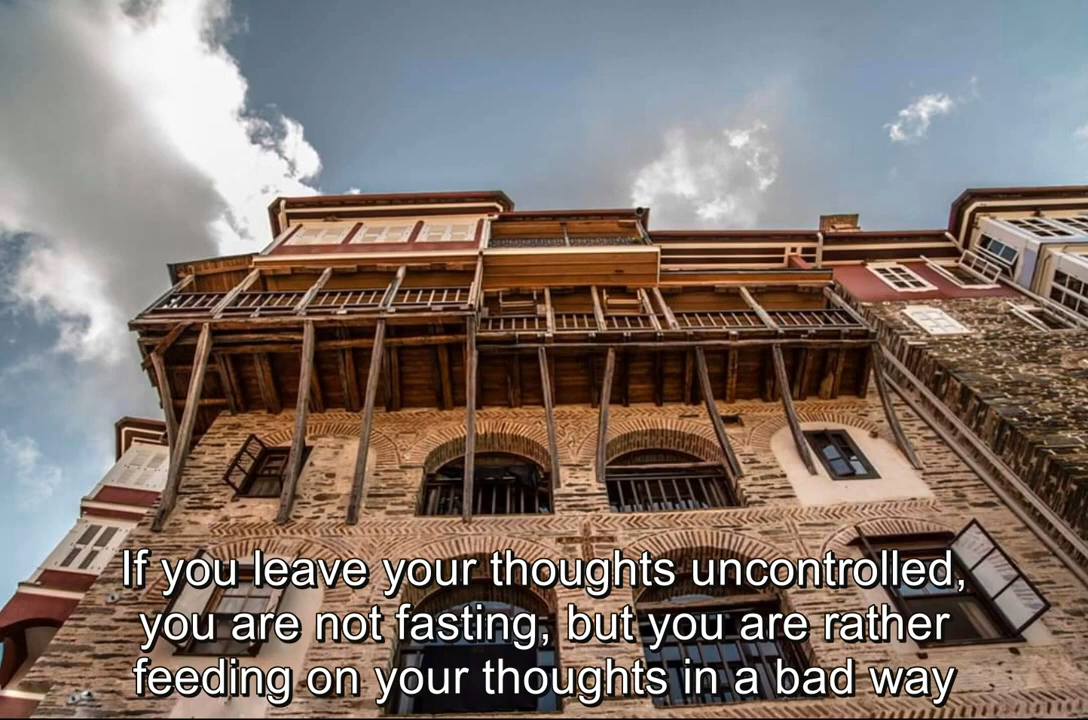 If you leave your thoughts uncontrolled,
you are not fasting, but you are rather
feeding on your thoughts in a bad way